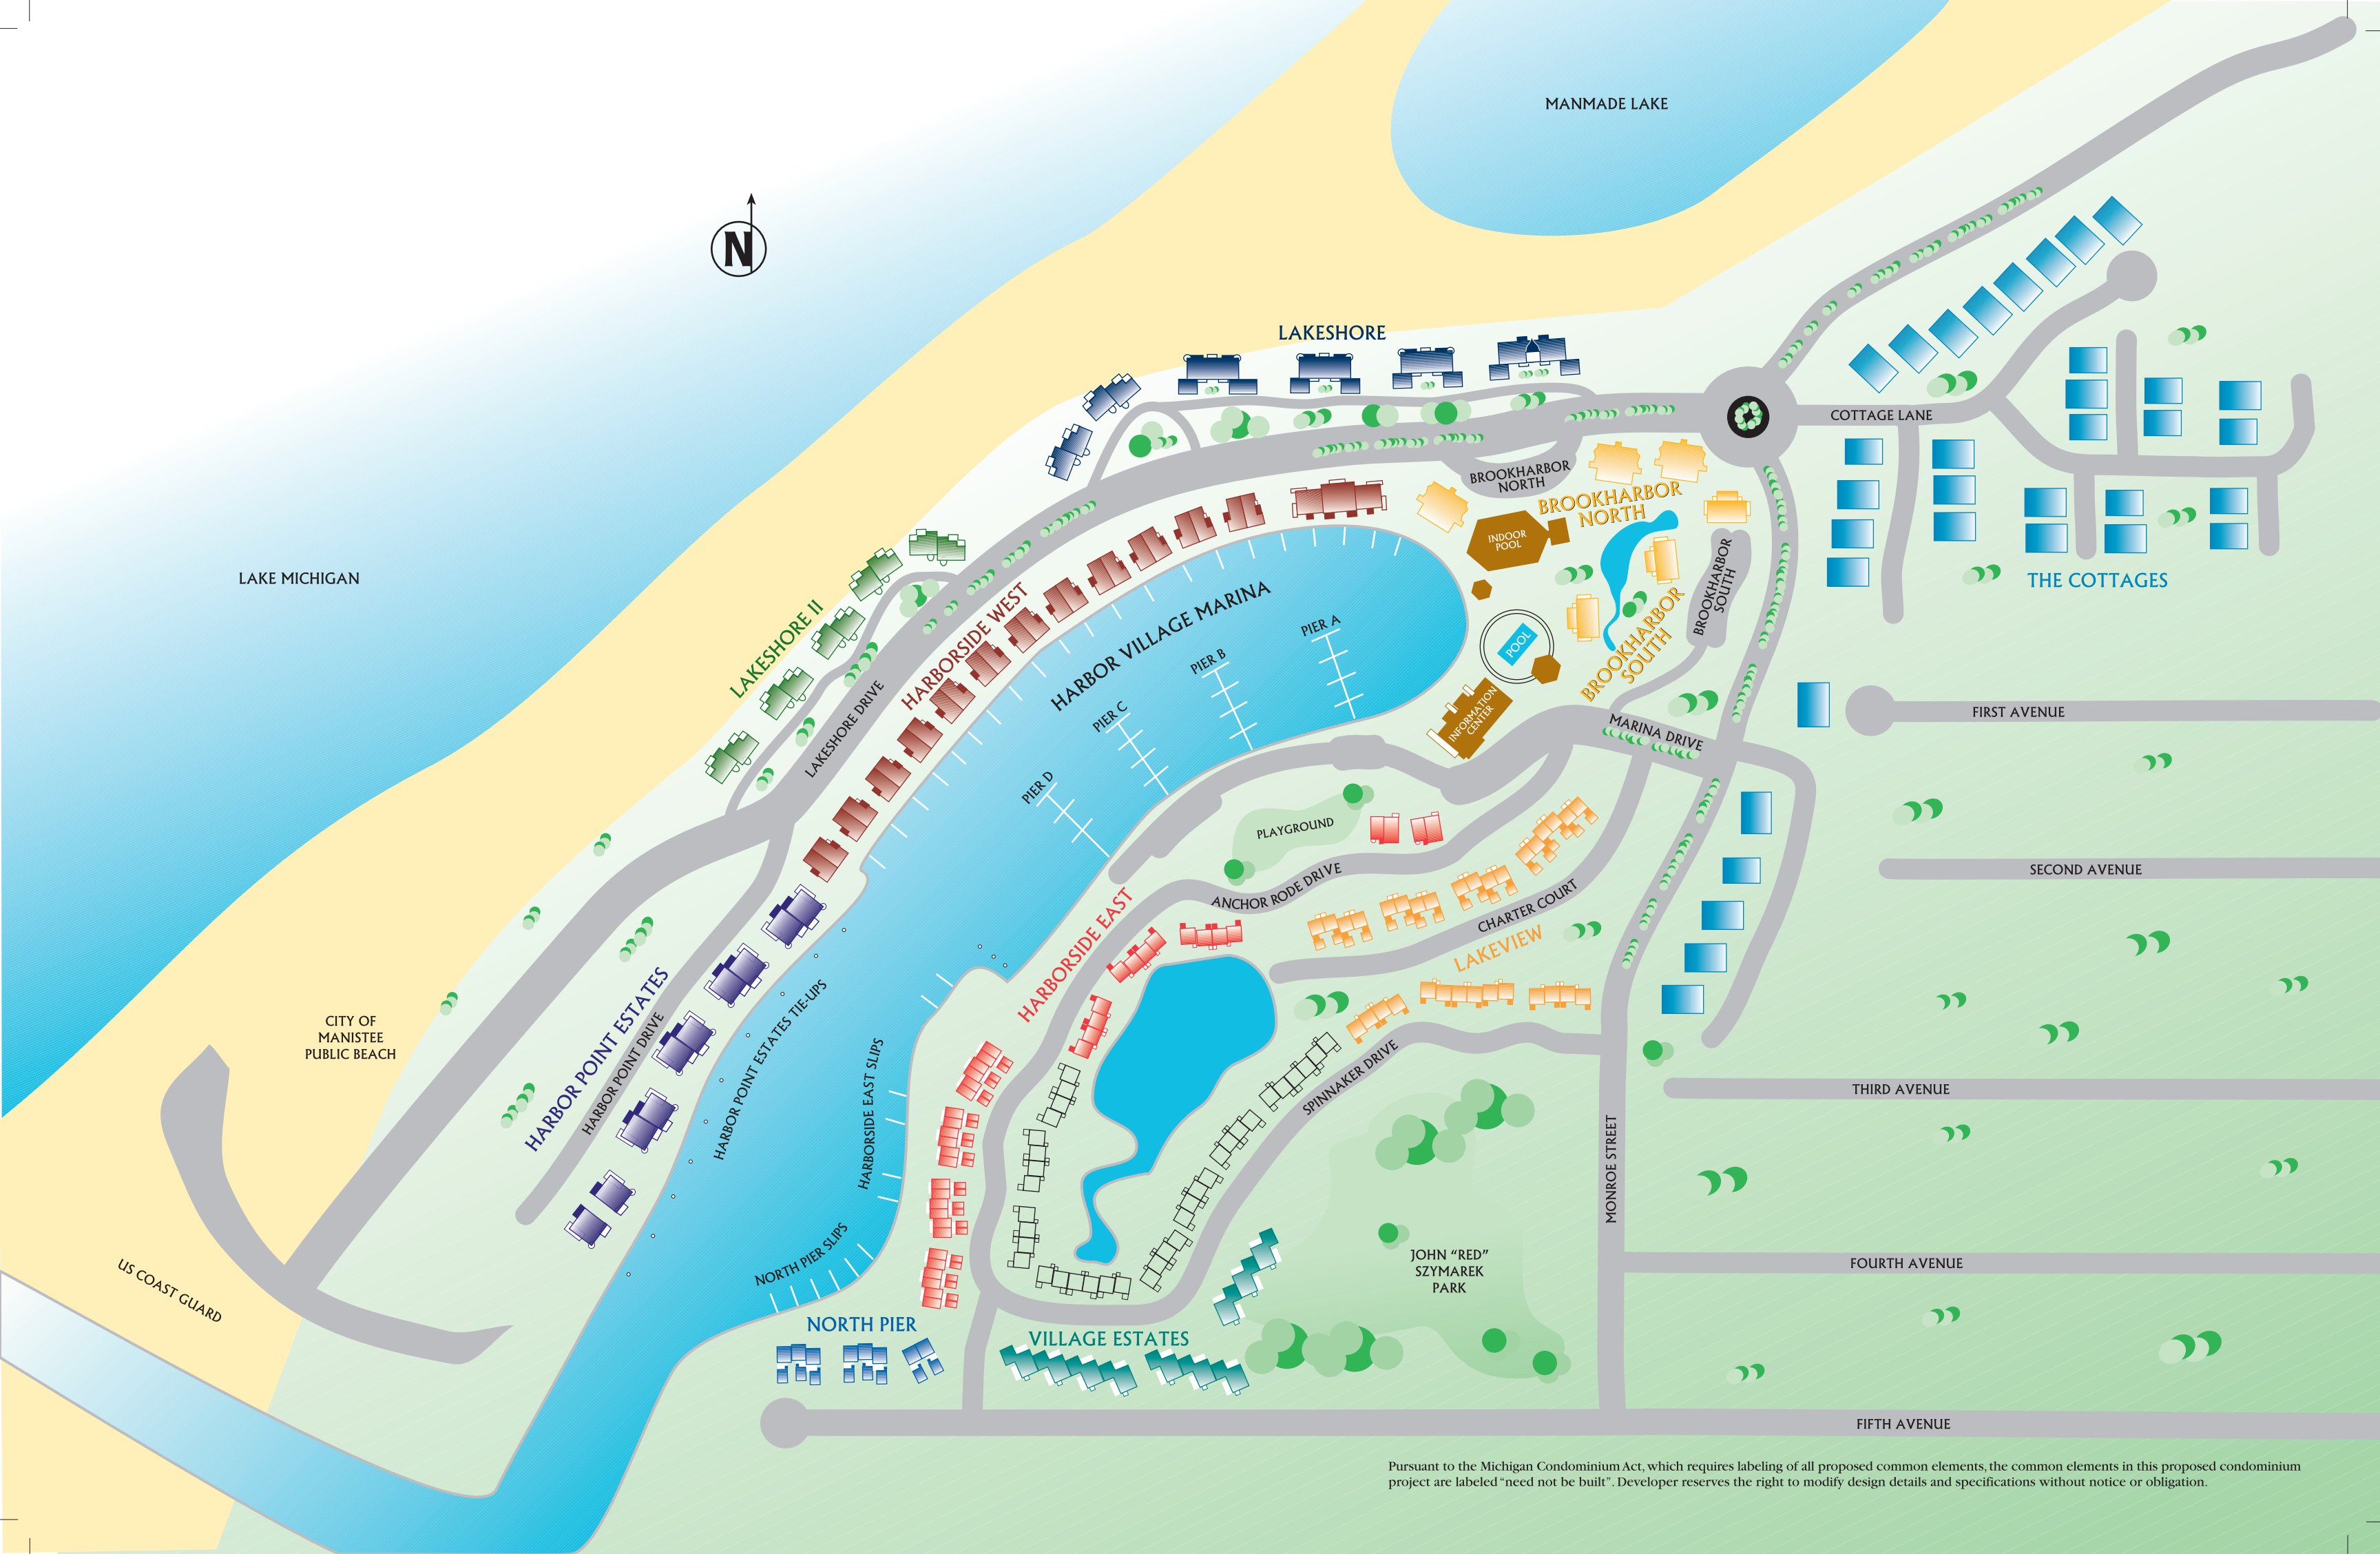 MANMADE LAKE
N
LAKESHORE
COTTAGE LANE
BROOKHARBOR
NORTH
BROOKHARBOR
NORTH
INDOOR
POOL
LAKE MICHIGAN
THE COTTAGES
LAKESHORE II
HARBORSIDE WEST
HARBOR VILLAGE MARINA
BROOKHARBOR
SOUTH
BROOKHARBOR
SOUTH
POOL
PIER A
PIER B
PIER C
PIER D
LAKESHORE DRIVE
INFORMATION
CENTER
MARINA DRIVE
FIRST AVENUE
PLAYGROUND
SECOND AVENUE
ANCHOR RODE DRIVE
CHARTER COURT
LAKEVIEW
HARBORSIDE EAST
HARBOR POINT ESTATES
HARBOR POINT DRIVE
HARBOR POINT ESTATES TIE-UPS
HARBORSIDE EAST SLIPS
CITY OF
MANISTEE
PUBLIC BEACH
SPINNAKER DRIVE
THIRD AVENUE
MONROE STREET
NORTH PIER SLIPS
JOHN “RED”
SZYMAREK
PARK
FOURTH AVENUE
US COAST GUARD
NORTH PIER
VILLAGE ESTATES
FIFTH AVENUE
Pursuant to the Michigan Condominium Act, which requires labeling of all proposed common elements, the common elements in this proposed condominium
project are labeled “need not be built”. Developer reserves the right to modify design details and specifications without notice or obligation.